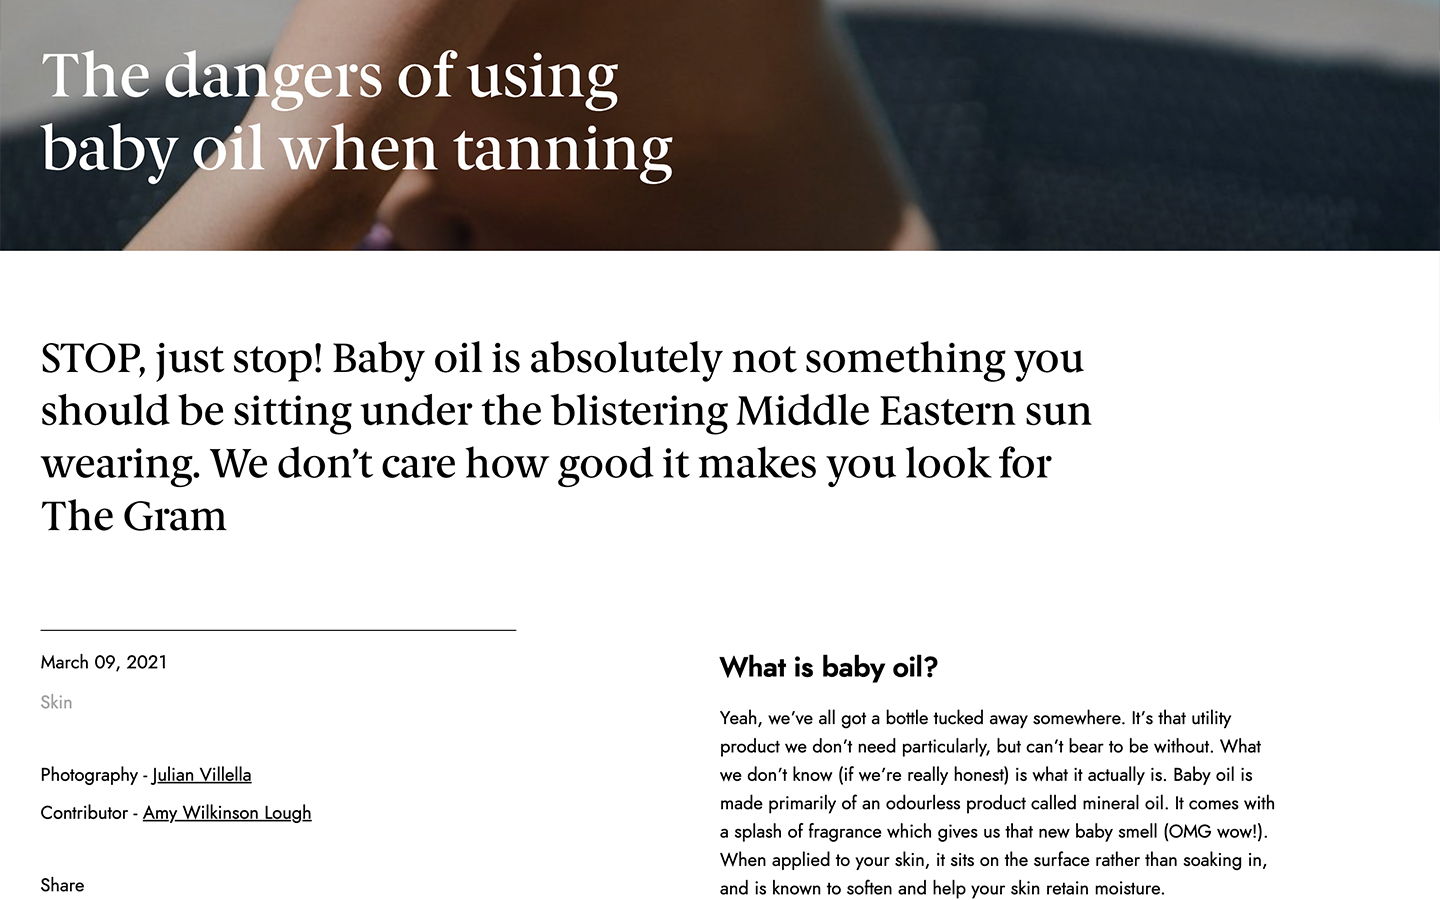 The dangers of using
baby oil when tanning
STOP, just stop! Baby oil is absolutely not something you
should be sitting under the blistering Middle Eastern sun
wearing. We don’t care how good it makes you look for
The Gram
March 09, 2021
Skin
Photography - Julian Villella
Contributor - Amy Wilkinson Lough
Share
What is baby oil?
Yeah, we’ve all got a bottle tucked away somewhere. It’s that utility
product we don’t need particularly, but can’t bear to be without. What
we don’t know (if we’re really honest) is what it actually is. Baby oil is
made primarily of an odourless product called mineral oil. It comes with
a splash of fragrance which gives us that new baby smell (OMG wow!).
When applied to your skin, it sits on the surface rather than soaking in,
and is known to soften and help your skin retain moisture.